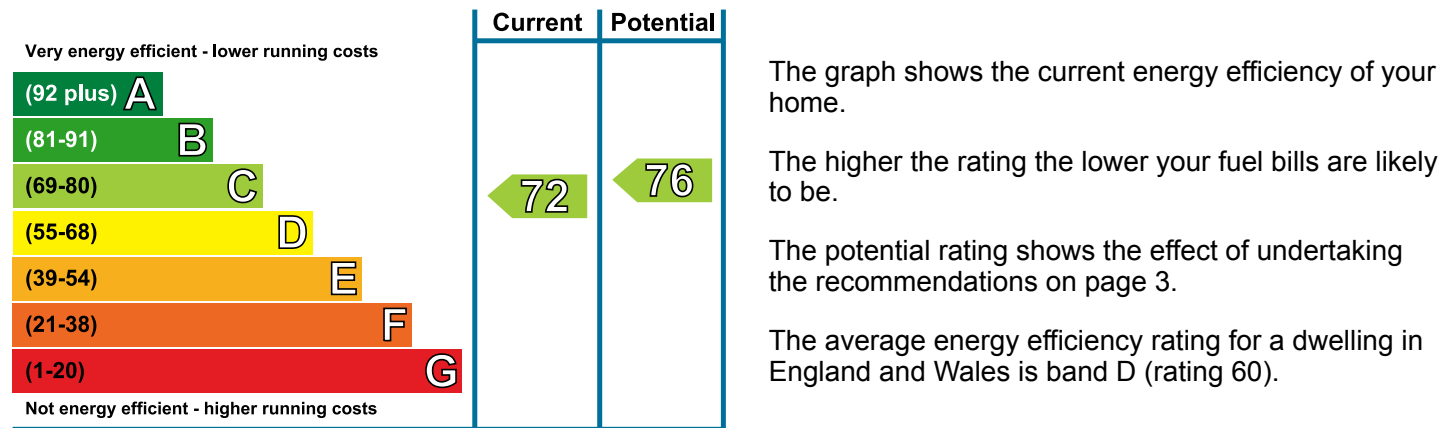 Current Potential
Very energy efficient - lower running costs
(92 plus) A
(81-91) B
(69-80) C
(55-68) D
(39-54) E
(21-38) F
(1-20) G
Not energy efficient - higher running costs
72
76
The graph shows the current energy efficiency of your
home.
The higher the rating the lower your fuel bills are likely
to be.
The potential rating shows the effect of undertaking
the recommendations on page 3.
The average energy efficiency rating for a dwelling in
England and Wales is band D (rating 60).